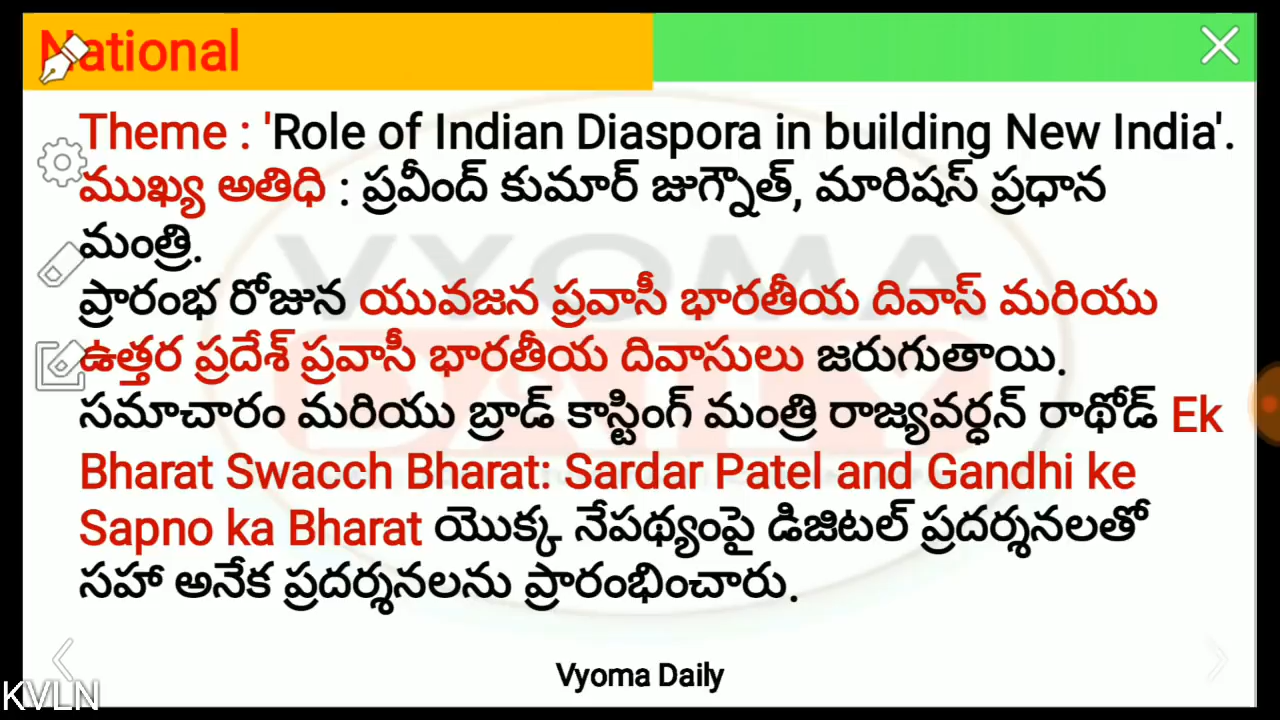 National
Theme : 'Role of Indian Diaspora in building New India'.
ముఖ్య అతిధి : ప్రవీంద్ కుమార్ జుగ్నౌత్, మారిషస్ ప్రధాన
మంత్రి.
ప్రారంభ రోజున యువజన ప్రవాసీ భారతీయ దివాస్ మరియు
ఉత్తర ప్రదేశ్ ప్రవాసీ భారతీయ దివాసులు జరుగుతాయి.
సమాచారం మరియు బ్రాడ్ కాస్టింగ్ మంత్రి రాజ్యవర్ధన్ రాథోడ్ Ek
Bharat Swacch Bharat: Sardar Patel and Gandhi ke
Sapno ka Bharat యొక్క నేపథ్యంపై డిజిటల్ ప్రదర్శనలతో
సహా అనేక ప్రదర్శనలను ప్రారంభించారు.
VYOMA
DAILY
Vyoma Daily
KVLN